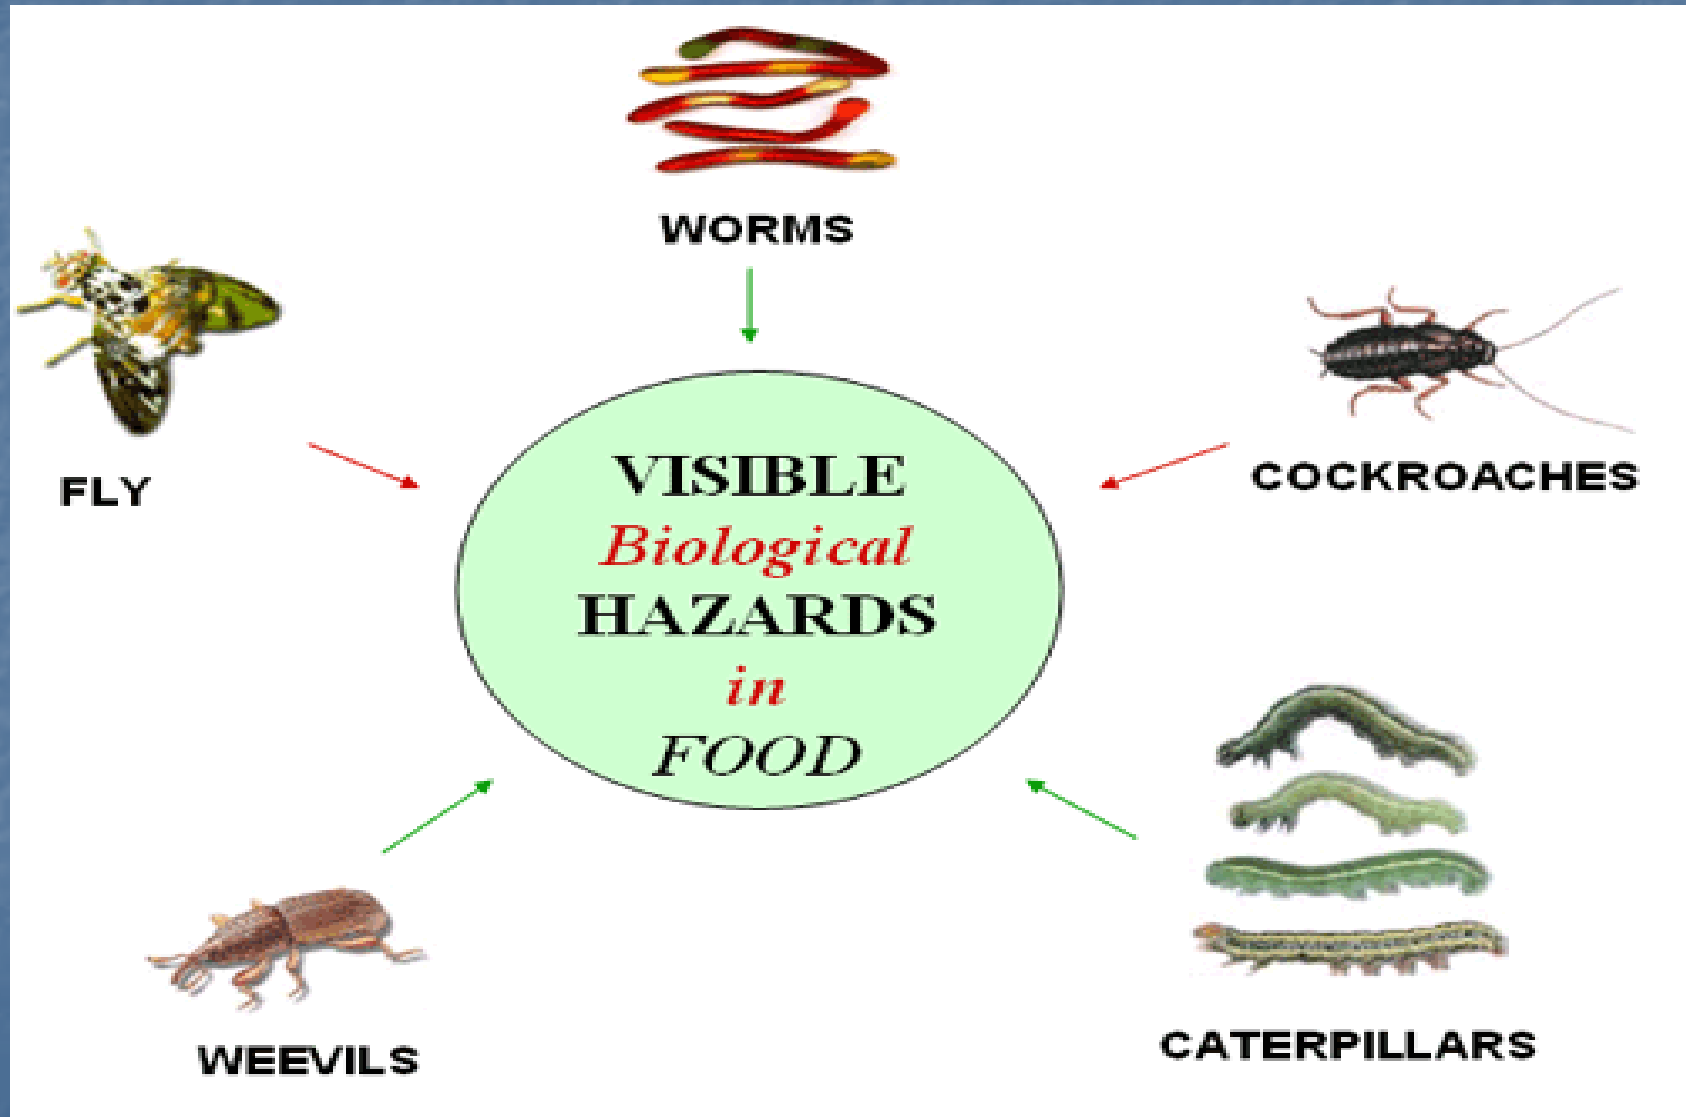 WORMS
FLY
COCKROACHES
VISIBLE
Biological
HAZARDS
in
FOOD
WEEVILS
CATERPILLARS